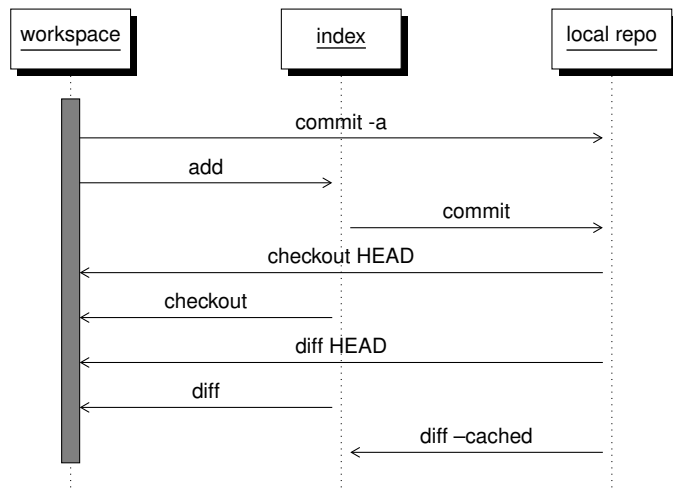 workspace
index
local repo
commit -a
add
commit
checkout HEAD
checkout
diff HEAD
diff
diff –cached